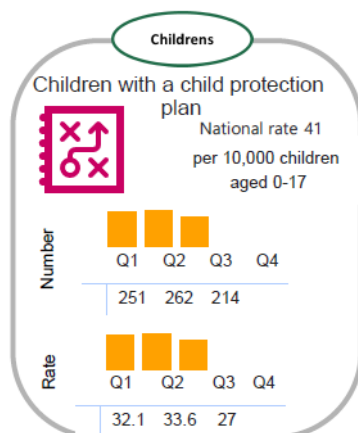 Childrens
Children with a child protection
plan
National rate 41
per 10,000 children
aged 0-17
Number
Q1 Q2 Q3 Q4
251 262 214
Rate
Q1 Q2 Q3 Q4
32.1 33.6 27